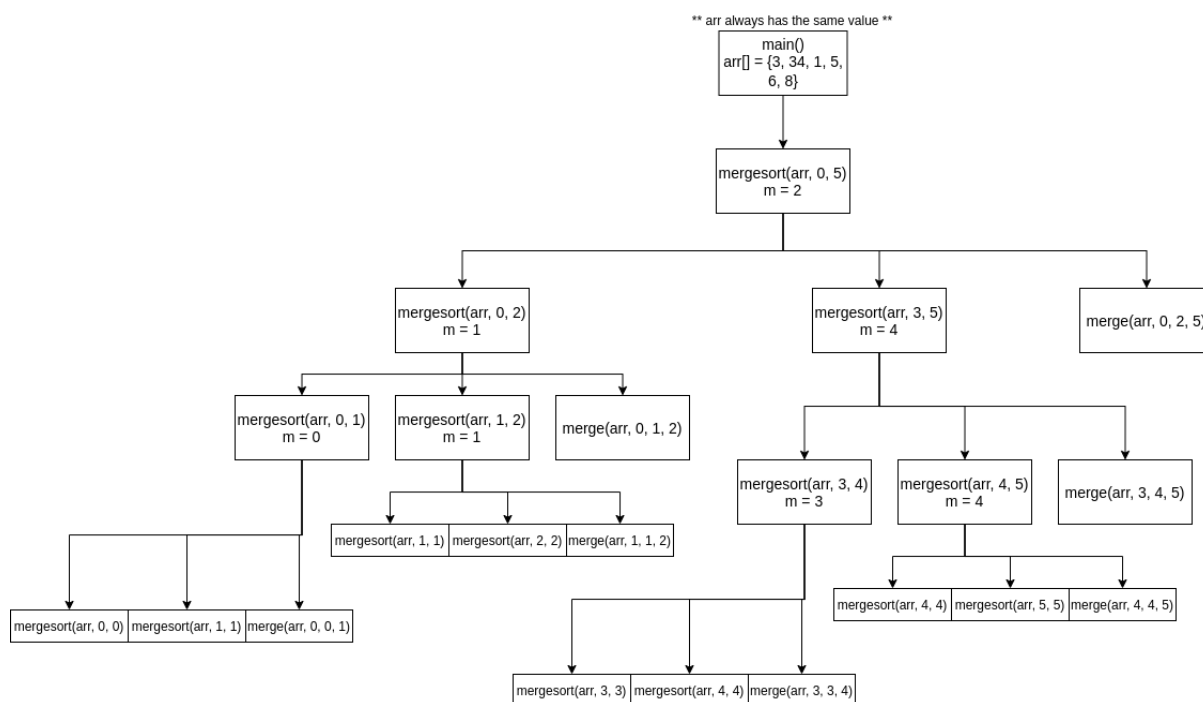 ** arr always has the same value **
main()
arr[] = {3, 34, 1, 5,
6, 8}
mergesort(arr, 0, 5)
m = 2
mergesort(arr, 0, 2)
m = 1
mergesort(arr, 3, 5)
m = 4
merge(arr, 0, 2, 5)
mergesort(arr, 0, 1)
m = 0
mergesort(arr, 1, 2)
m = 1
merge(arr, 0, 1, 2)
mergesort(arr, 3, 4)
m = 3
mergesort(arr, 4, 5)
m = 4
merge(arr, 3, 4, 5)
mergesort(arr, 1, 1)
mergesort(arr, 2, 2)
merge(arr, 1, 1, 2)
mergesort(arr, 4, 4)
mergesort(arr, 5, 5)
merge(arr, 4, 4, 5)
mergesort(arr, 0, 0)
mergesort(arr, 1, 1)
merge(arr, 0, 0, 1)
mergesort(arr, 3, 3)
mergesort(arr, 4, 4)
merge(arr, 3, 3, 4)